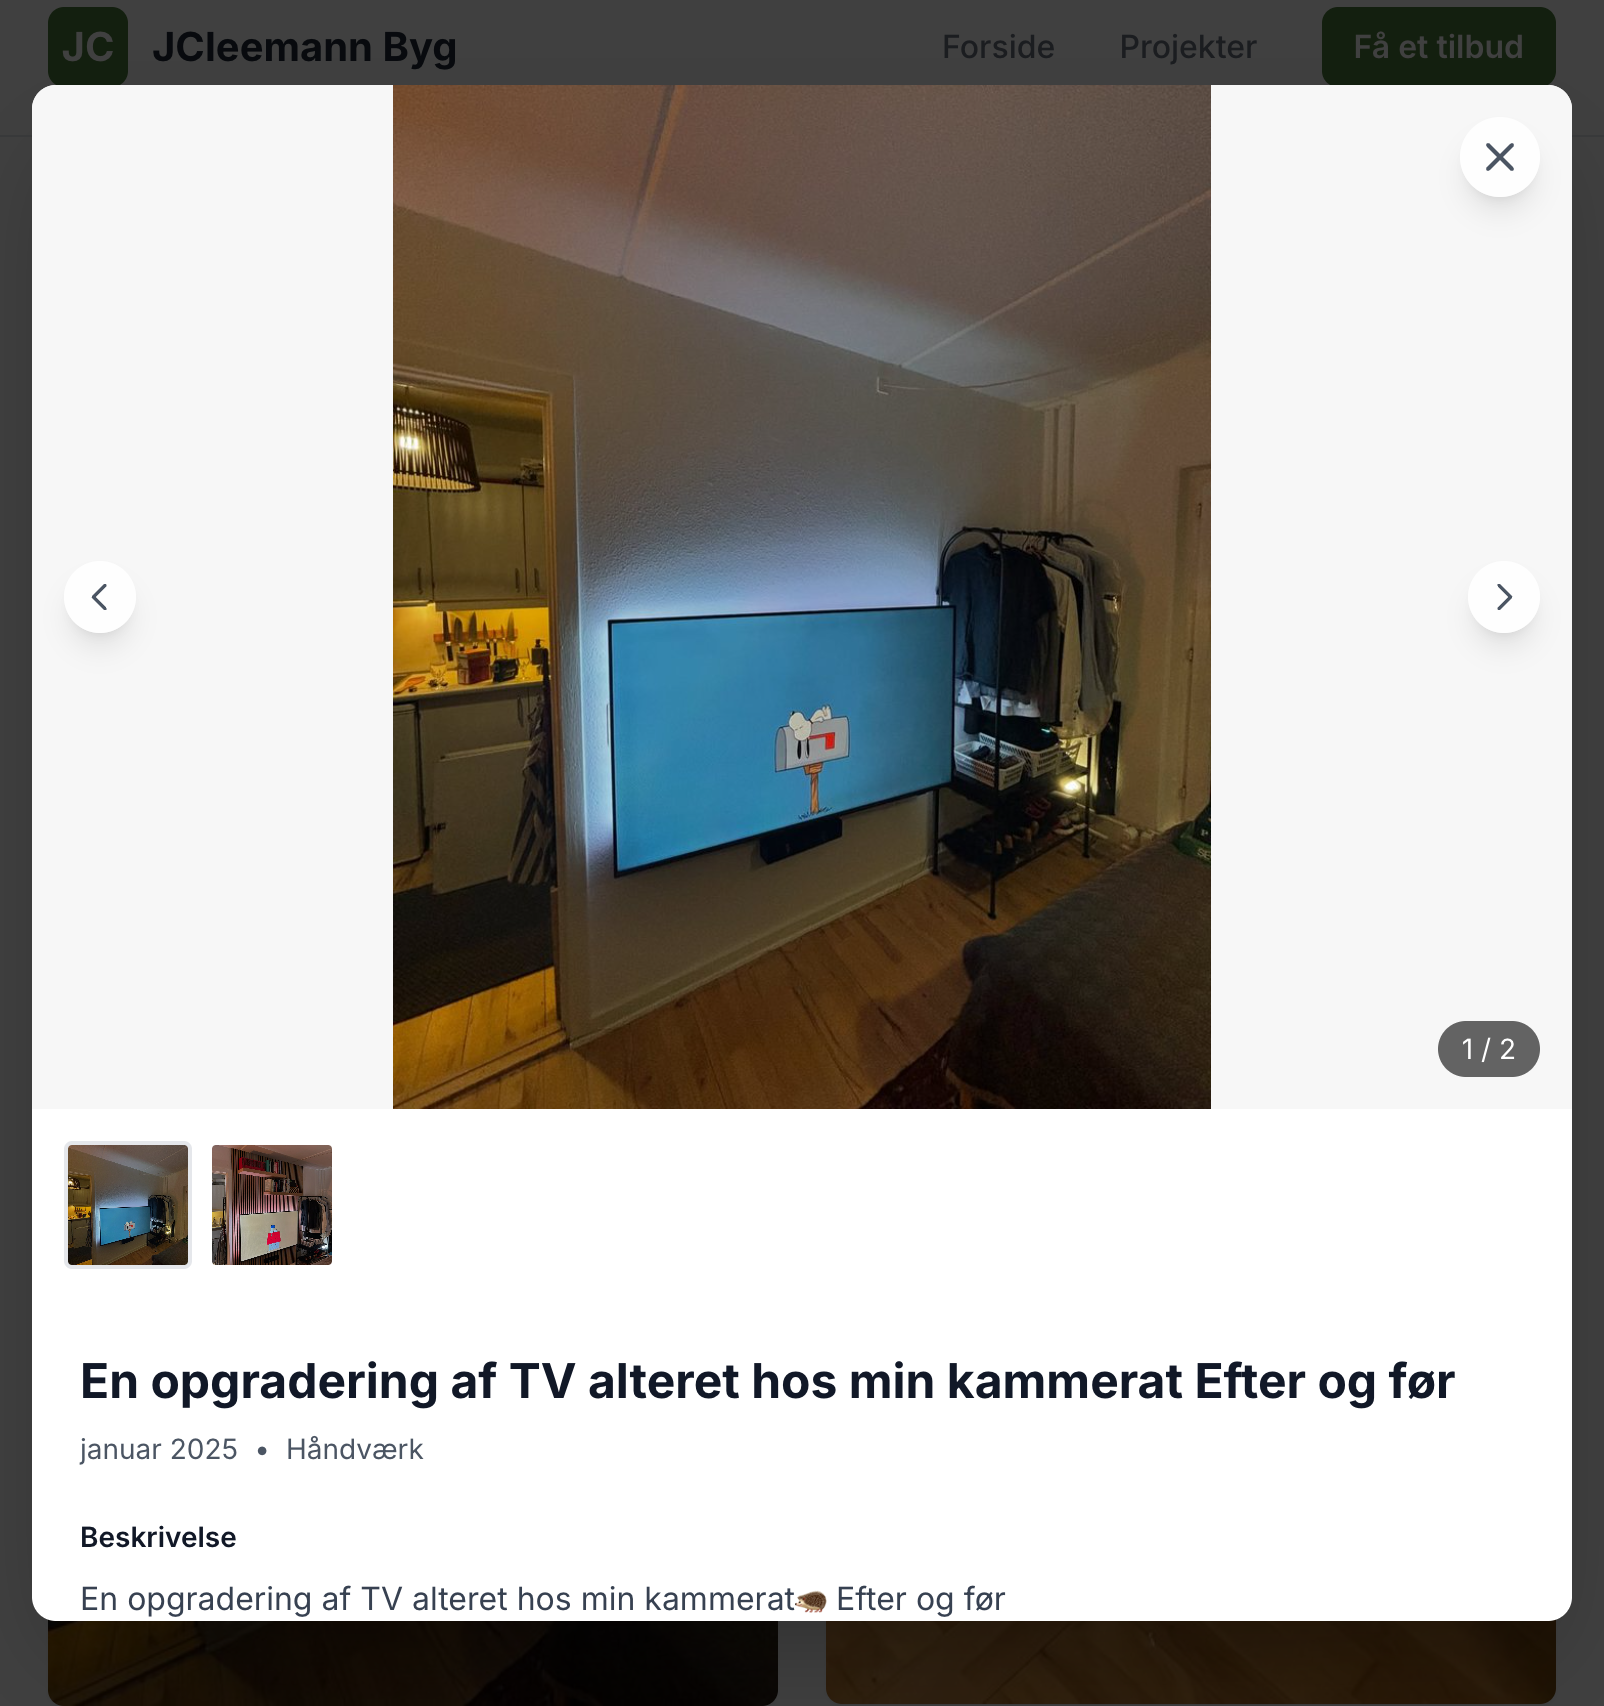 JC JCleemann Byg Forside Projekter Få et tilbud
1 / 2
En opgradering af TV alteret hos min kammerat Efter og før
januar 2025 • Håndværk
Beskrivelse
En opgradering af TV alteret hos min kammerat🦔 Efter og før